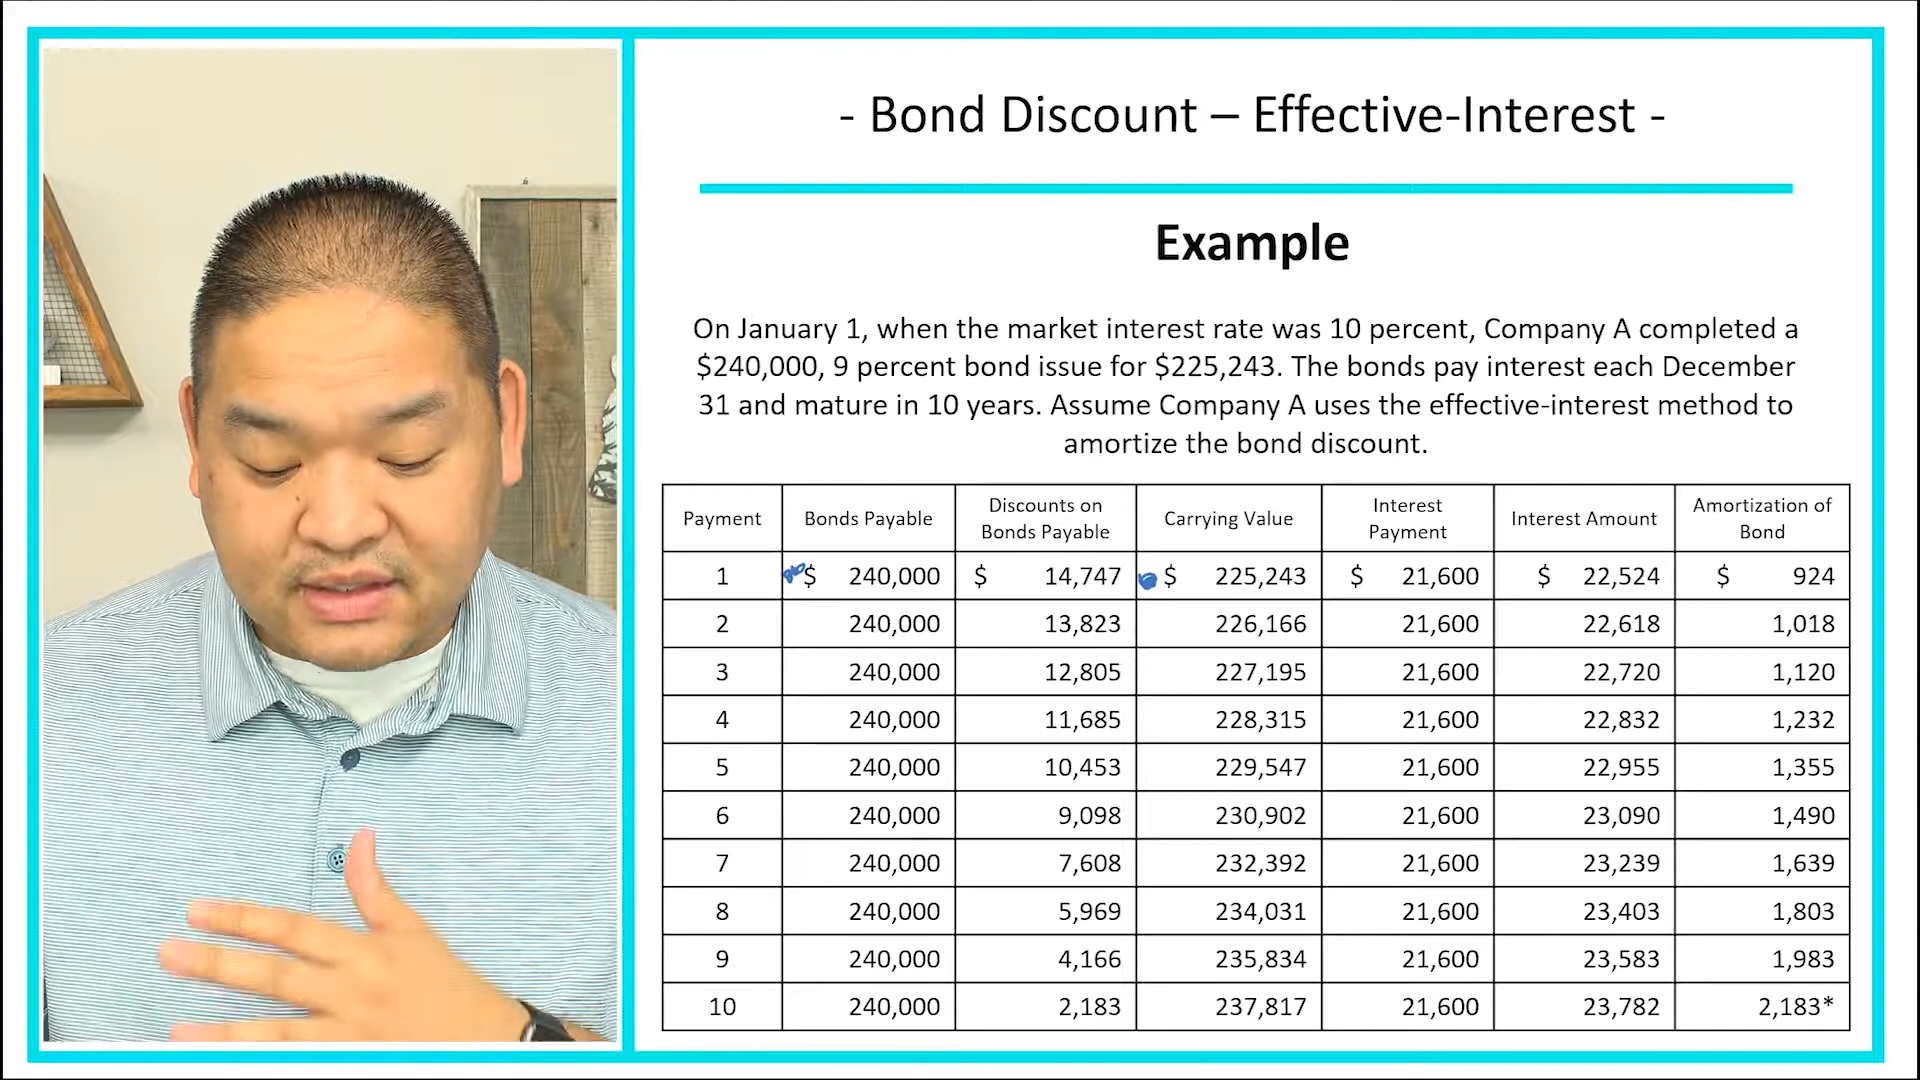 - Bond Discount – Effective-Interest -
Example
On January 1, when the market interest rate was 10 percent, Company A completed a
$240,000, 9 percent bond issue for $225,243. The bonds pay interest each December
31 and mature in 10 years. Assume Company A uses the effective-interest method to
amortize the bond discount.
Payment Bonds Payable Discounts on Bonds Payable Carrying Value Interest Payment Interest Amount Amortization of Bond
1 $ 240,000 $ 14,747 $ 225,243 $ 21,600 $ 22,524 $ 924
2 240,000 13,823 226,166 21,600 22,618 1,018
3 240,000 12,805 227,195 21,600 22,720 1,120
4 240,000 11,685 228,315 21,600 22,832 1,232
5 240,000 10,453 229,547 21,600 22,955 1,355
6 240,000 9,098 230,902 21,600 23,090 1,490
7 240,000 7,608 232,392 21,600 23,239 1,639
8 240,000 5,969 234,031 21,600 23,403 1,803
9 240,000 4,166 235,834 21,600 23,583 1,983
10 240,000 2,183 237,817 21,600 23,782 2,183*